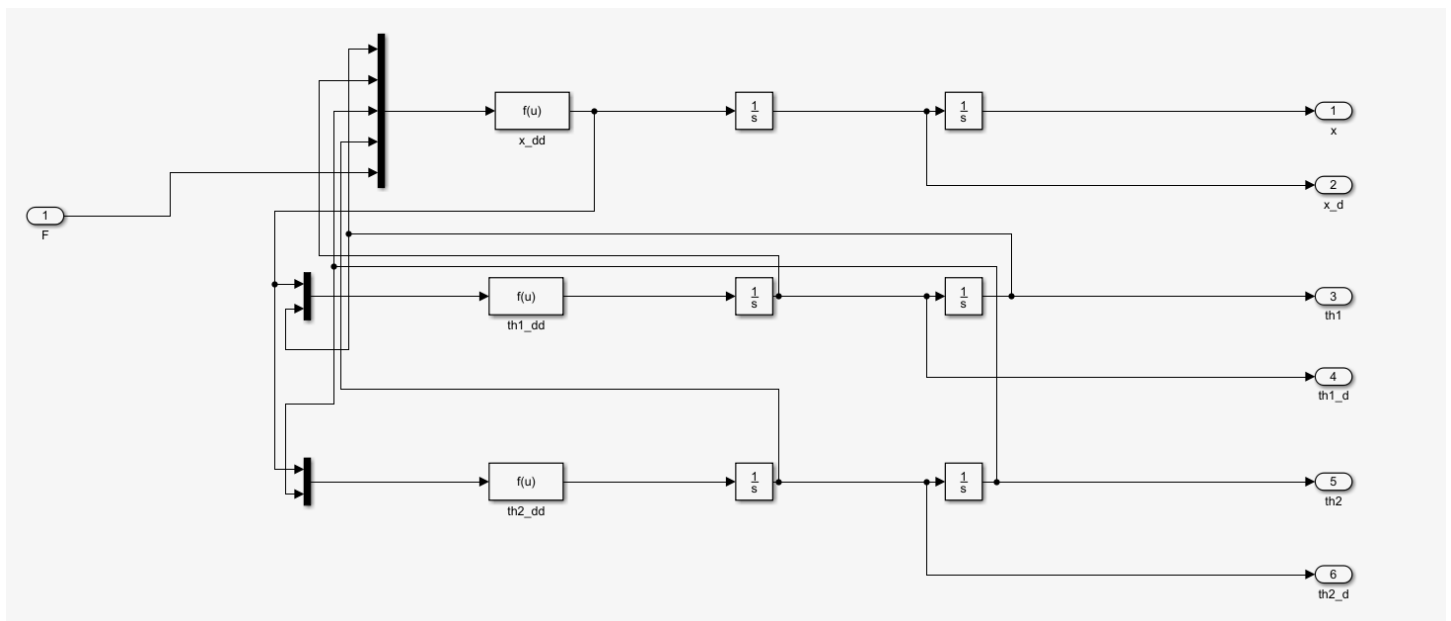 f(u)
x_dd
1
s
1
s
1
x
2
x_d
1
F
f(u)
th1_dd
1
s
1
s
3
th1
4
th1_d
f(u)
th2_dd
1
s
1
s
5
th2
6
th2_d